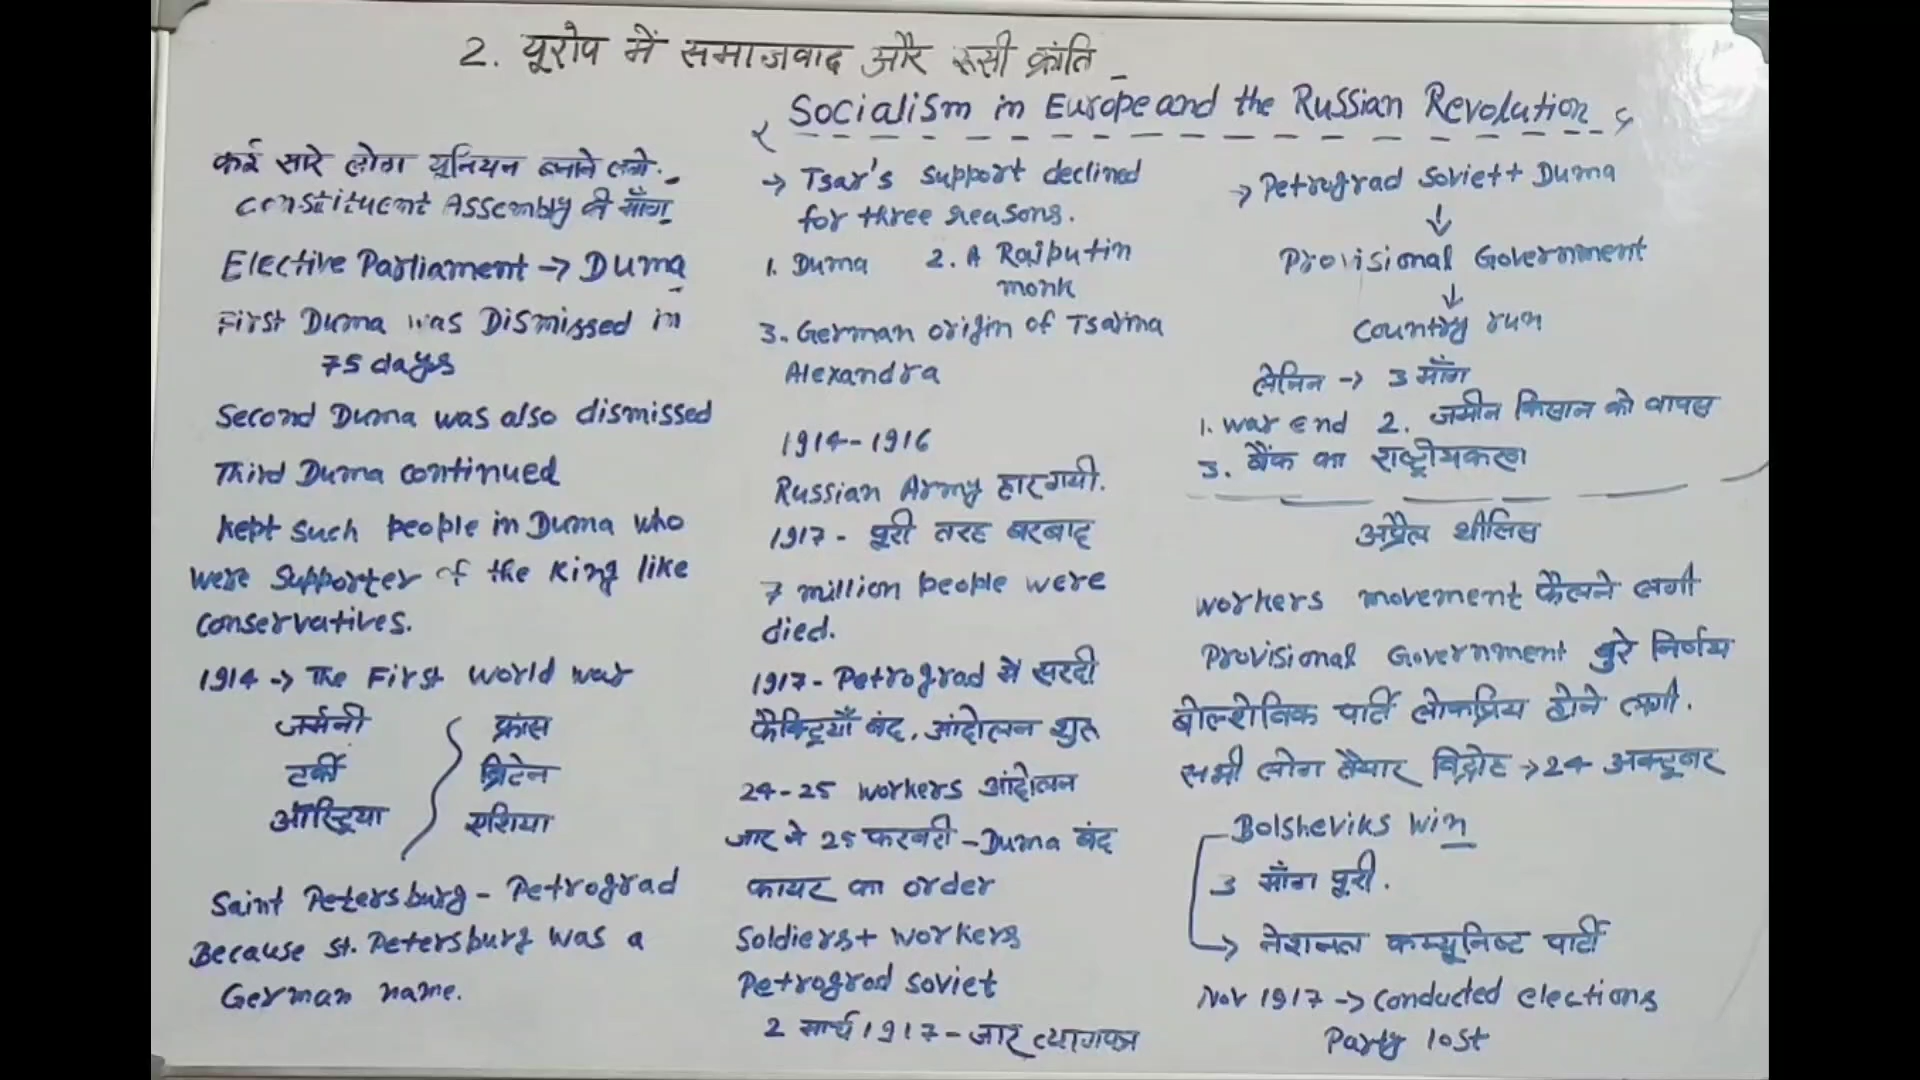 2. यूरोप में समाजवाद और रूसी क्रांति -
Socialism in Europe and the Russian Revolution
कई सारे लोग यूनियन बनाने लगे.
constituent Assembly की माँग
Elective Parliament → Duma
First Duma was Dismissed in
75 days
Second Duma was also dismissed
Third Duma continued
kept such people in Duma who
were supporter of the king like
conservatives.
1914 → The First World War
जर्मनी फ्रांस
टर्की ब्रिटेन
ऑस्ट्रिया रशिया
Saint Petersburg - Petrograd
Because st. Petersburg was a
German name.
→ Tsar's support declined
for three reasons.
1. Duma 2. A Rajputin
monk
3. German origin of Tsarina
Alexandra
1914-1916
Russian Army हार गयी.
1917 - पूरी तरह बरबाद
7 million people were
died.
1917 - Petrograd में सरदी
फैक्ट्रियाँ बंद, आंदोलन शुरू
24-25 workers आंदोलन
जार ने 25 फरवरी - Duma बंद
फायर का order
Soldiers + workers
Petrograd soviet
2 मार्च 1917 - जार त्यागपत्र
→ Petrograd soviet + Duma
↓
Provisional Government
↓
Country run
लेनिन → 3 माँग
1. war end 2. जमीन किसान को वापस
3. बैंक का राष्ट्रीयकरण
अप्रैल थीसिस
workers movement फैलने लगी
Provisional Government बुरे निर्णय
बोल्शेविक पार्टी लोकप्रिय होने लगी.
सभी लोग तैयार विद्रोह → 24 अक्टूबर
Bolsheviks win
3 माँग पूरी.
→ नेशनल कम्युनिष्ट पार्टी
Nov 1917 → conducted elections
Party lost